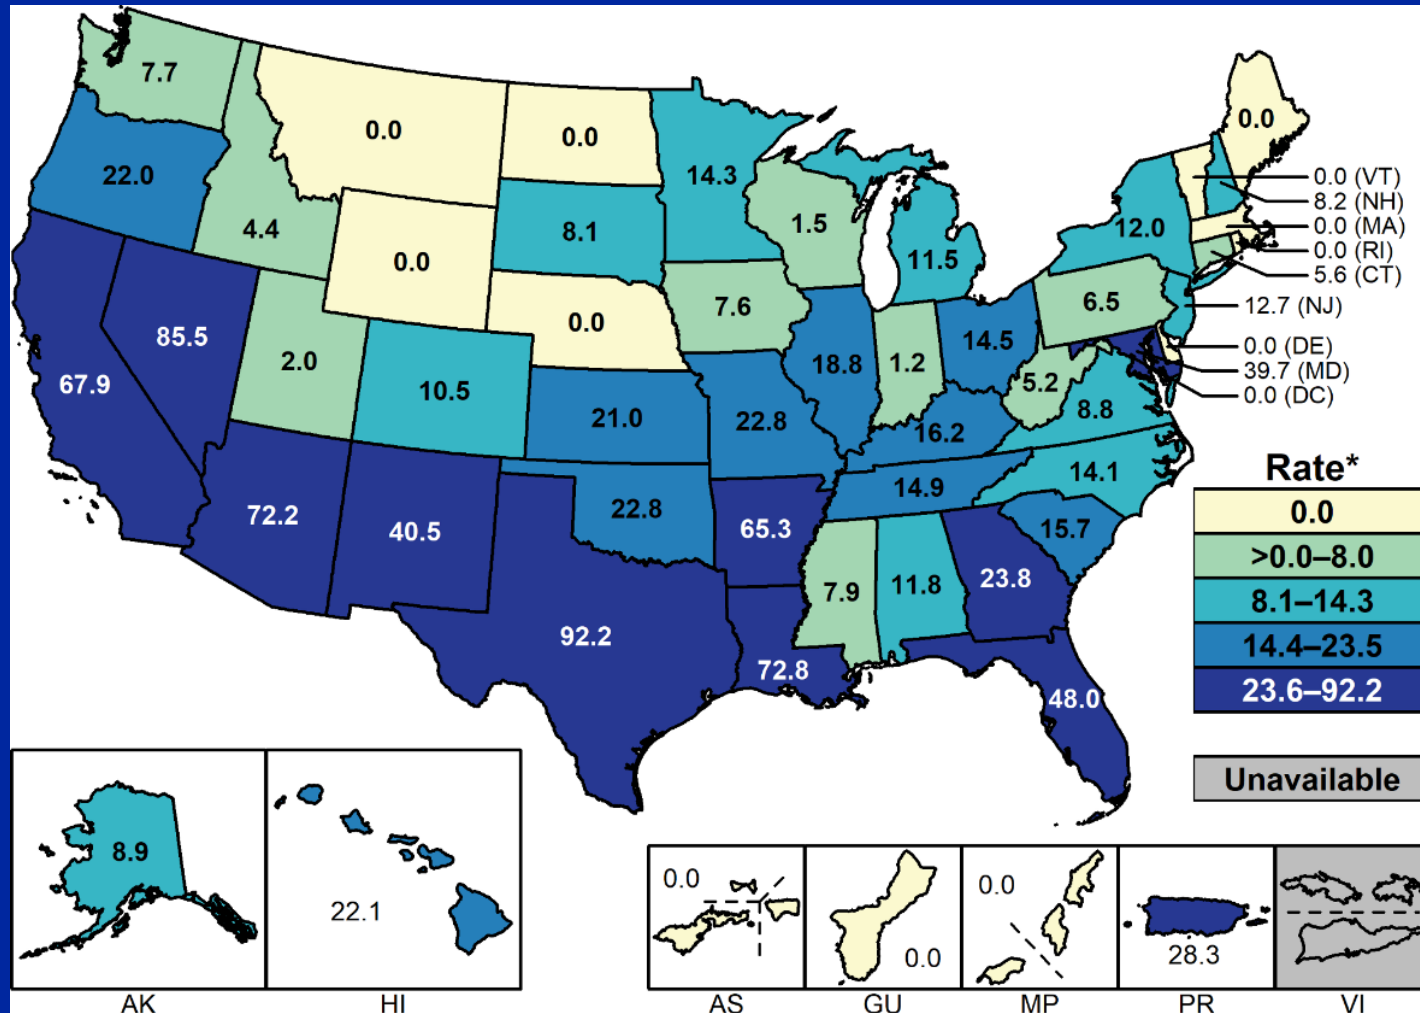 7.7
0.0
0.0
0.0
14.3
22.0
0.0 (VT)
8.2 (NH)
1.5
4.4
8.1
12.0
0.0 (MA)
0.0 (RI)
0.0
11.5
5.6 (CT)
7.6
6.5
12.7 (NJ)
0.0
85.5
14.5
0.0 (DE)
2.0
18.8
1.2
39.7 (MD)
67.9
10.5
5.2
0.0 (DC)
21.0
22.8
8.8
16.2
14.1
Rate*
14.9
72.2
40.5
22.8
65.3
15.7
0.0
>0.0–8.0
7.9
11.8
23.8
8.1–14.3
92.2
14.4–23.5
72.8
48.0
23.6–92.2
Unavailable
8.9
22.1
0.0
0.0
0.0
28.3
AK
HI
AS
GU
MP
PR
VI